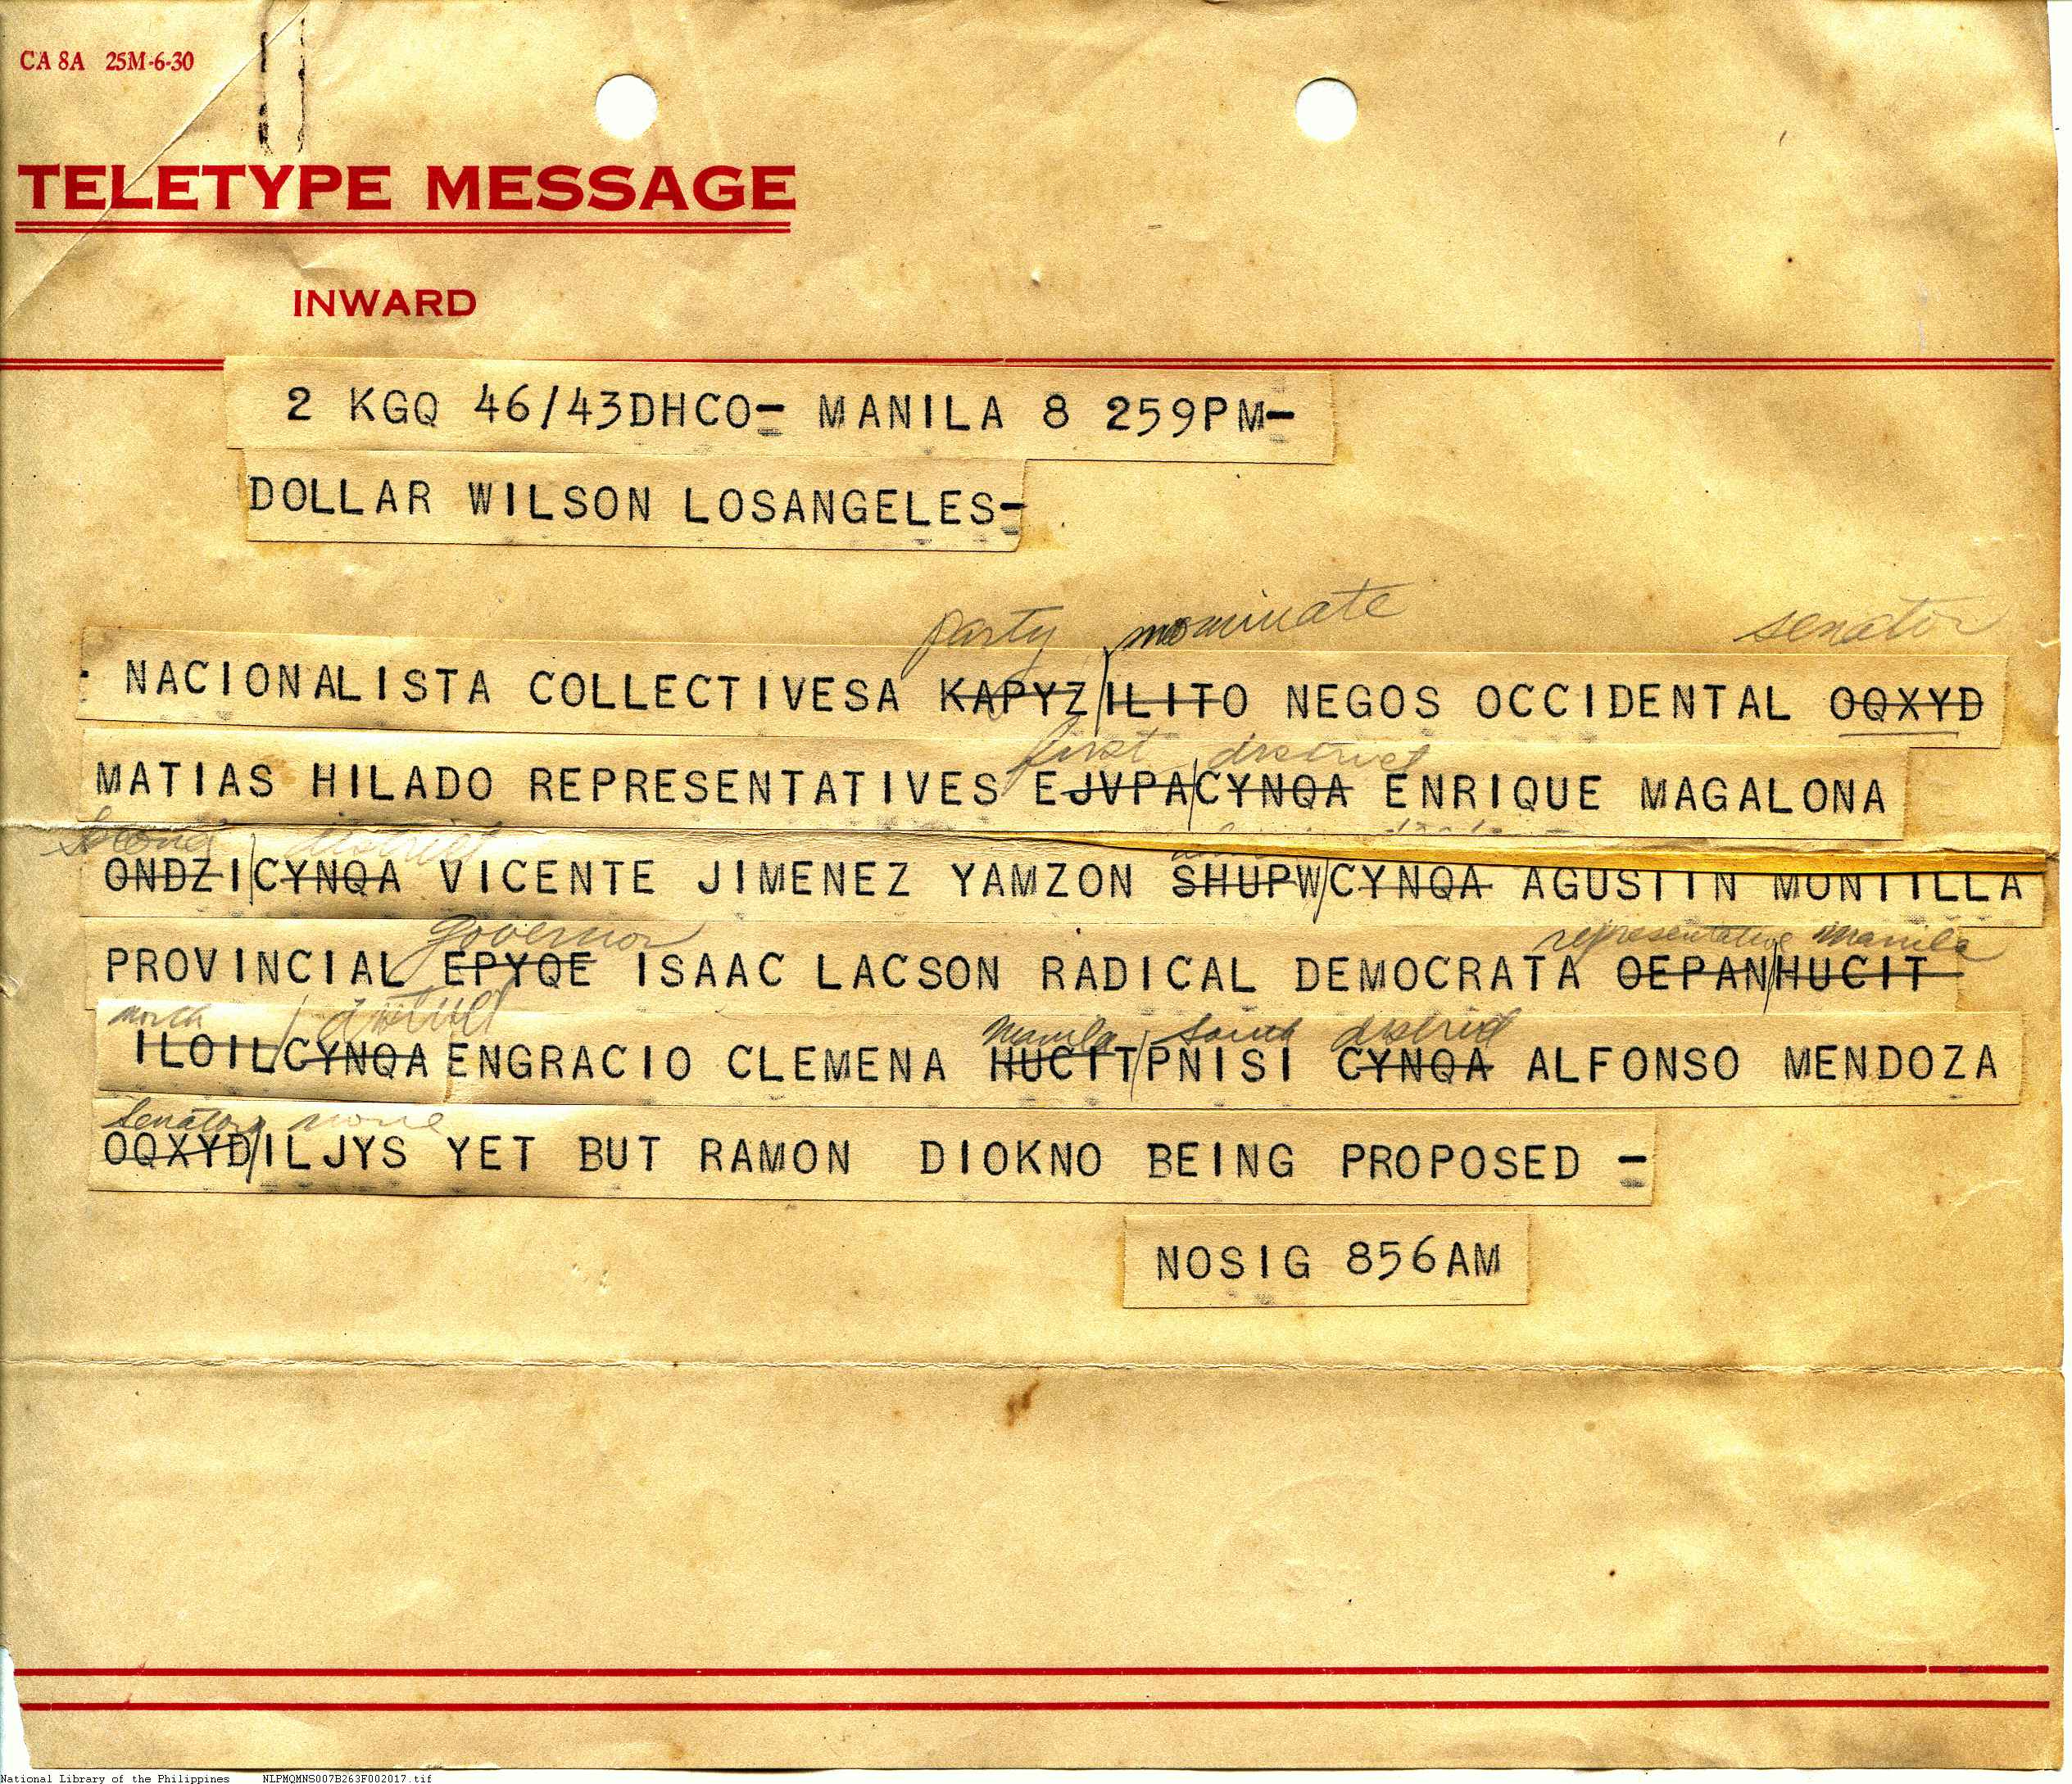 CA 8A 25M-6-30
TELETYPE MESSAGE
INWARD
2 KGQ 46/43DHCO- MANILA 8 259PM-
DOLLAR WILSON LOSANGELES-
party nominate senator
NACIONALISTA COLLECTIVESA KAPYZ/ILITO NEGOS OCCIDENTAL OQXYD
first district
MATIAS HILADO REPRESENTATIVES EJVPA/CYNQA ENRIQUE MAGALONA
second district
ONDZI/CYNQA VICENTE JIMENEZ YAMZON SHUPW/CYNQA AGUSTIN MONTILLA
governor representative Manila
PROVINCIAL EPYQE ISAAC LACSON RADICAL DEMOCRATA OEPAN/HUCIT
north / district Manila / south district
ILOILCYNQA ENGRACIO CLEMENA HUCIT/PNISI CYNQA ALFONSO MENDOZA
senators none
OQXYD/ILJYS YET BUT RAMON DIOKNO BEING PROPOSED -
NOSIG 856AM
National Library of the Philippines NLPMQMNS007B263F002017.tif